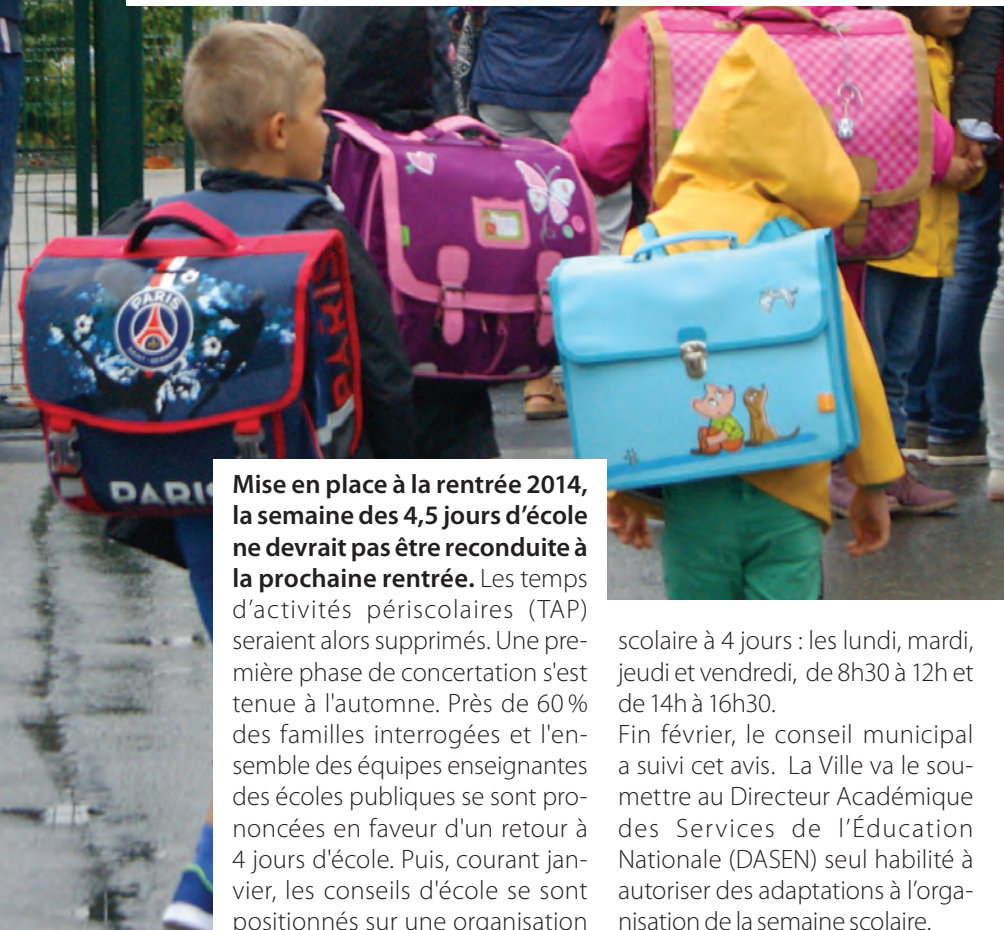 PARIS
SAINT-GERMAIN
PARIS
PARIS
Mise en place à la rentrée 2014,
la semaine des 4,5 jours d’école
ne devrait pas être reconduite à
la prochaine rentrée. Les temps
d’activités périscolaires (TAP)
seraient alors supprimés. Une pre-
mière phase de concertation s'est
tenue à l'automne. Près de 60 %
des familles interrogées et l'en-
semble des équipes enseignantes
des écoles publiques se sont pro-
noncées en faveur d'un retour à
4 jours d'école. Puis, courant jan-
vier, les conseils d'école se sont
positionnés sur une organisation
scolaire à 4 jours : les lundi, mardi,
jeudi et vendredi, de 8h30 à 12h et
de 14h à 16h30.
Fin février, le conseil municipal
a suivi cet avis. La Ville va le sou-
mettre au Directeur Académique
des Services de l’Éducation
Nationale (DASEN) seul habilité à
autoriser des adaptations à l’orga-
nisation de la semaine scolaire.